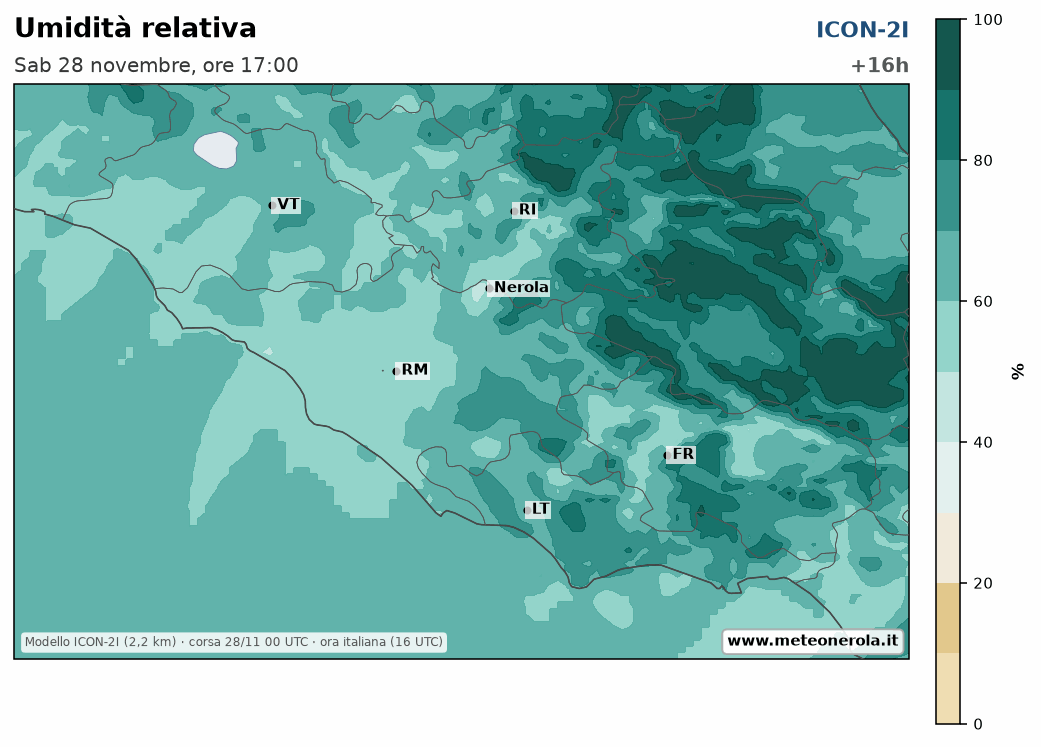 Umidità relativa
ICON-2I
Sab 28 novembre, ore 17:00
+16h
100
80
60
40
20
0
%
VT
RI
Nerola
RM
FR
LT
Modello ICON-2I (2,2 km) · corsa 28/11 00 UTC · ora italiana (16 UTC)
www.meteonerola.it